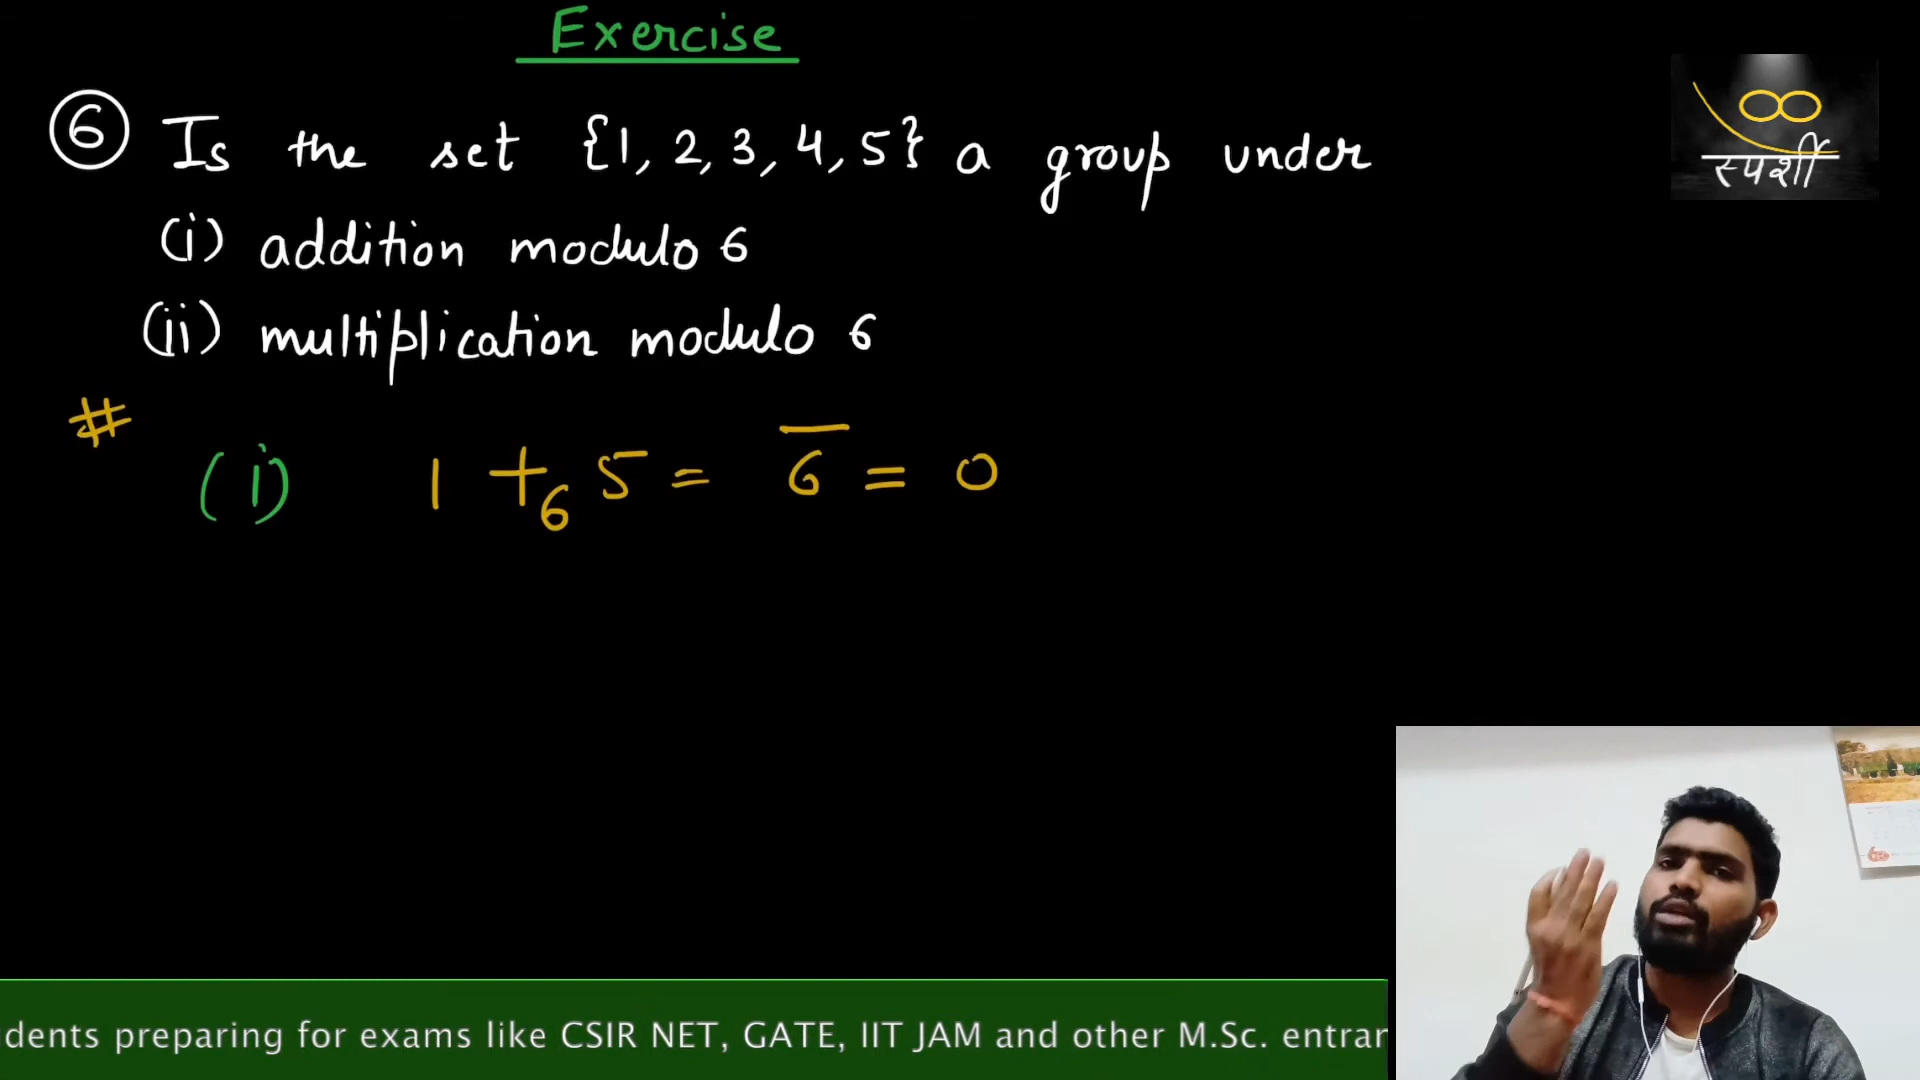 Exercise
⑥ Is the set {1, 2, 3, 4, 5} a group under
(i) addition modulo 6
(ii) multiplication modulo 6
#
(i) 1 +₆ 5 = 6̅ = 0
स्पर्शी
dents preparing for exams like CSIR NET, GATE, IIT JAM and other M.Sc. entran